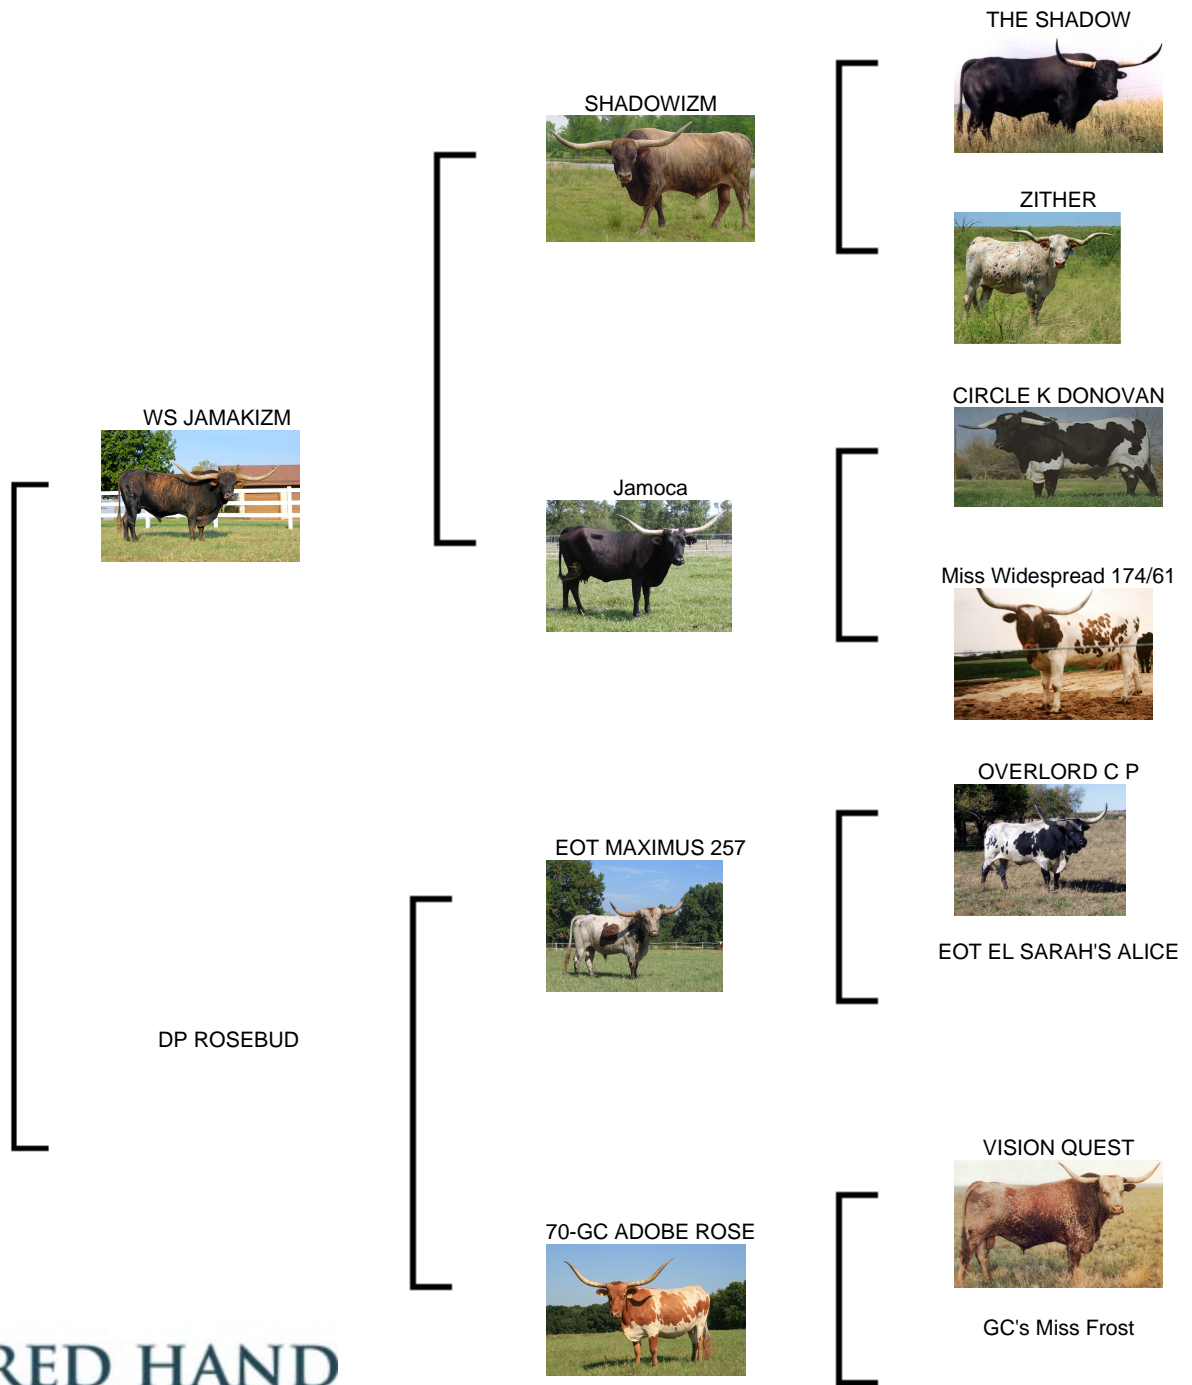 THE SHADOW
SHADOWIZM
ZITHER
CIRCLE K DONOVAN
WS JAMAKIZM
Jamoca
Miss Widespread 174/61
OVERLORD C P
EOT MAXIMUS 257
EOT EL SARAH'S ALICE
DP ROSEBUD
VISION QUEST
70-GC ADOBE ROSE
GC's Miss Frost
RED HAND